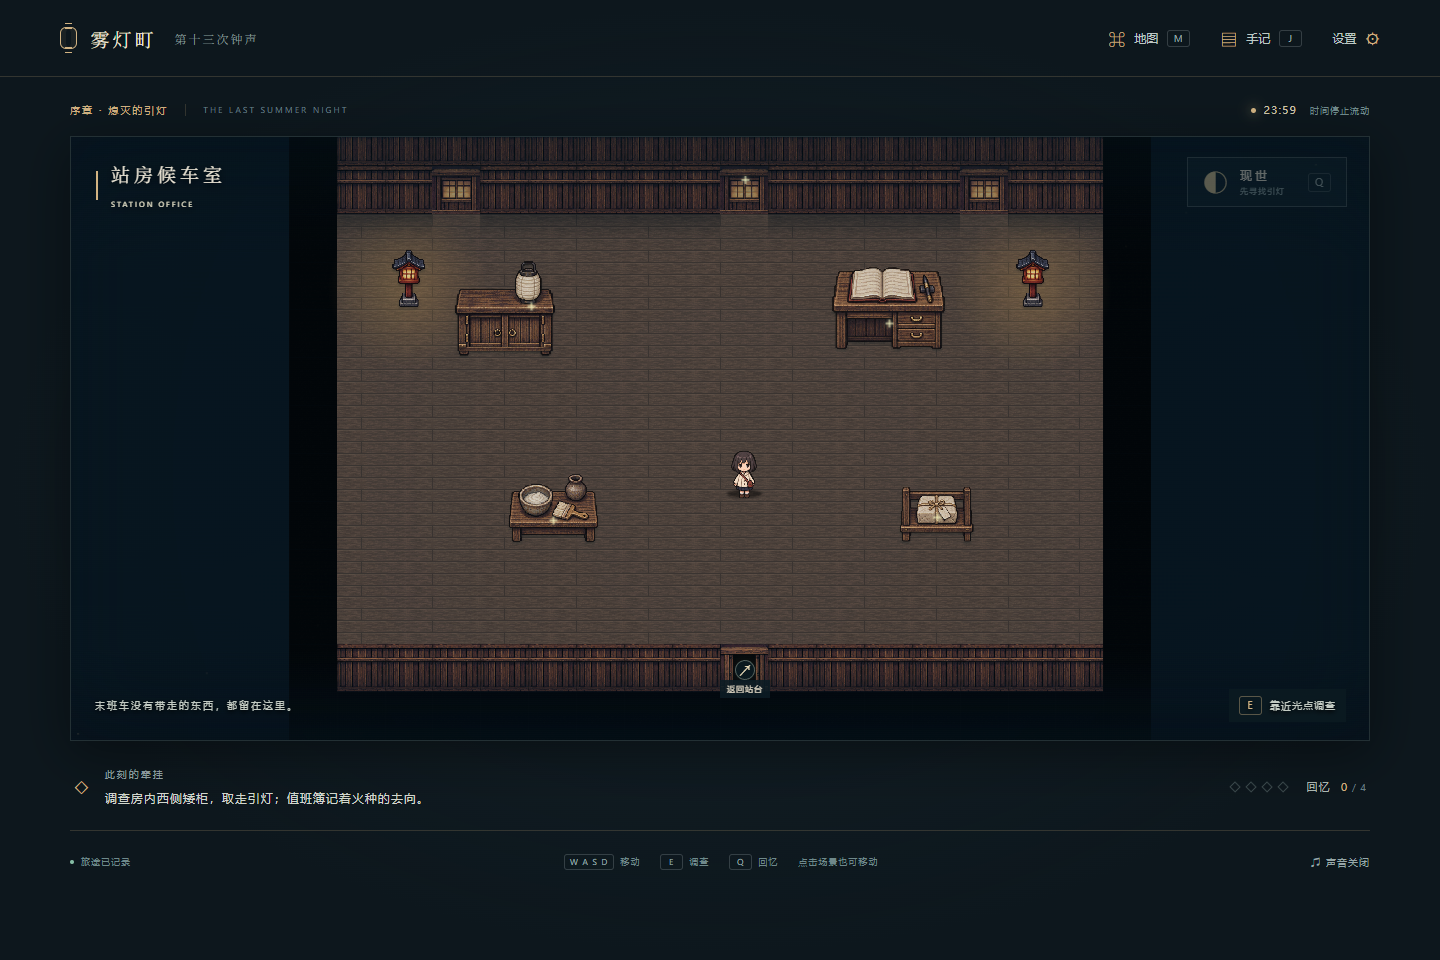 雾灯町
第十三次钟声
地图 M
手记 J
设置
序章 · 熄灭的引灯
THE LAST SUMMER NIGHT
23:59
时间停止流动
站房候车室
STATION OFFICE
现世
先寻找引灯
Q
返回站台
末班车没有带走的东西，都留在这里。
E 靠近光点调查
此刻的牵挂
调查房内西侧矮柜，取走引灯；值班簿记着火种的去向。
回忆 0 / 4
旅途已记录
WASD 移动
E 调查
Q 回忆
点击场景也可移动
声音关闭